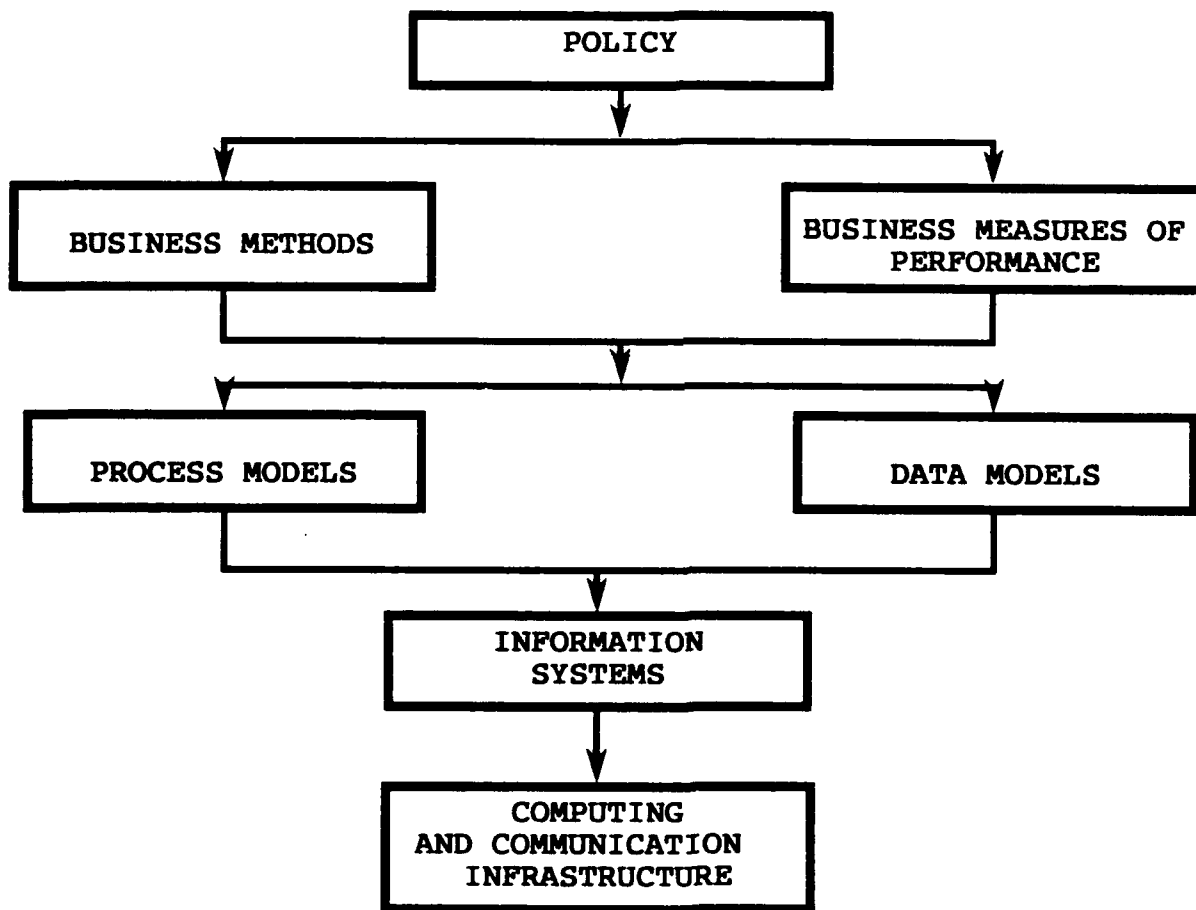 POLICY
BUSINESS METHODS
BUSINESS MEASURES OF
PERFORMANCE
PROCESS MODELS
DATA MODELS
INFORMATION
SYSTEMS
COMPUTING
AND COMMUNICATION
INFRASTRUCTURE